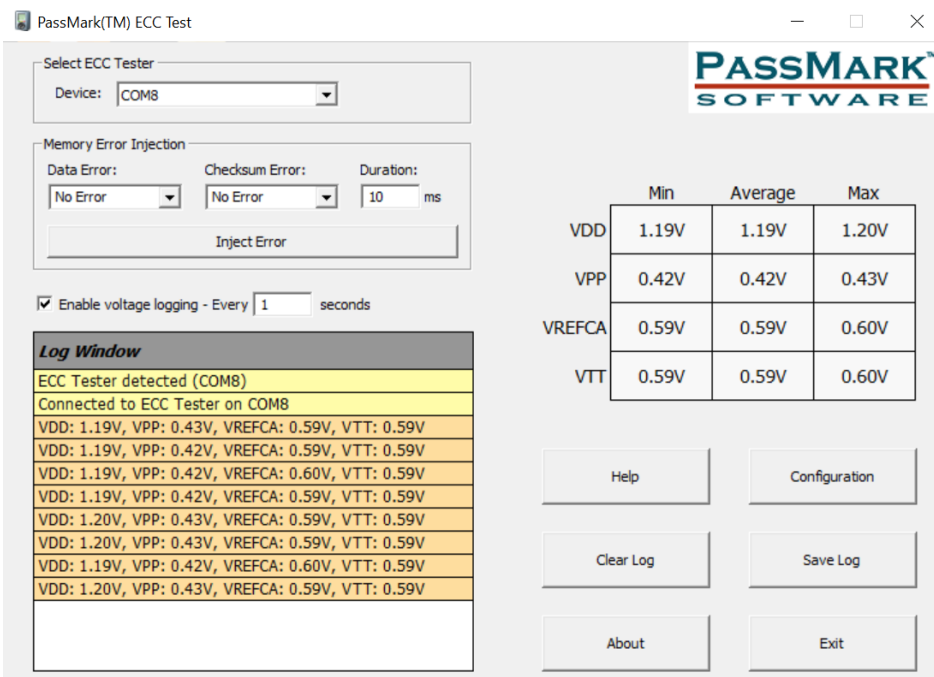 PassMark(TM) ECC Test
PASSMARK™
SOFTWARE
Select ECC Tester
Device: COM8
Memory Error Injection
Data Error: Checksum Error: Duration:
No Error No Error 10 ms
Inject Error
Enable voltage logging - Every 1 seconds
Log Window
ECC Tester detected (COM8)
Connected to ECC Tester on COM8
VDD: 1.19V, VPP: 0.43V, VREFCA: 0.59V, VTT: 0.59V
VDD: 1.19V, VPP: 0.42V, VREFCA: 0.59V, VTT: 0.59V
VDD: 1.19V, VPP: 0.42V, VREFCA: 0.60V, VTT: 0.59V
VDD: 1.19V, VPP: 0.42V, VREFCA: 0.59V, VTT: 0.59V
VDD: 1.20V, VPP: 0.43V, VREFCA: 0.59V, VTT: 0.59V
VDD: 1.20V, VPP: 0.43V, VREFCA: 0.59V, VTT: 0.59V
VDD: 1.19V, VPP: 0.42V, VREFCA: 0.60V, VTT: 0.59V
VDD: 1.20V, VPP: 0.43V, VREFCA: 0.59V, VTT: 0.59V
Min Average Max
VDD 1.19V 1.19V 1.20V
VPP 0.42V 0.42V 0.43V
VREFCA 0.59V 0.59V 0.60V
VTT 0.59V 0.59V 0.60V
Help Configuration
Clear Log Save Log
About Exit